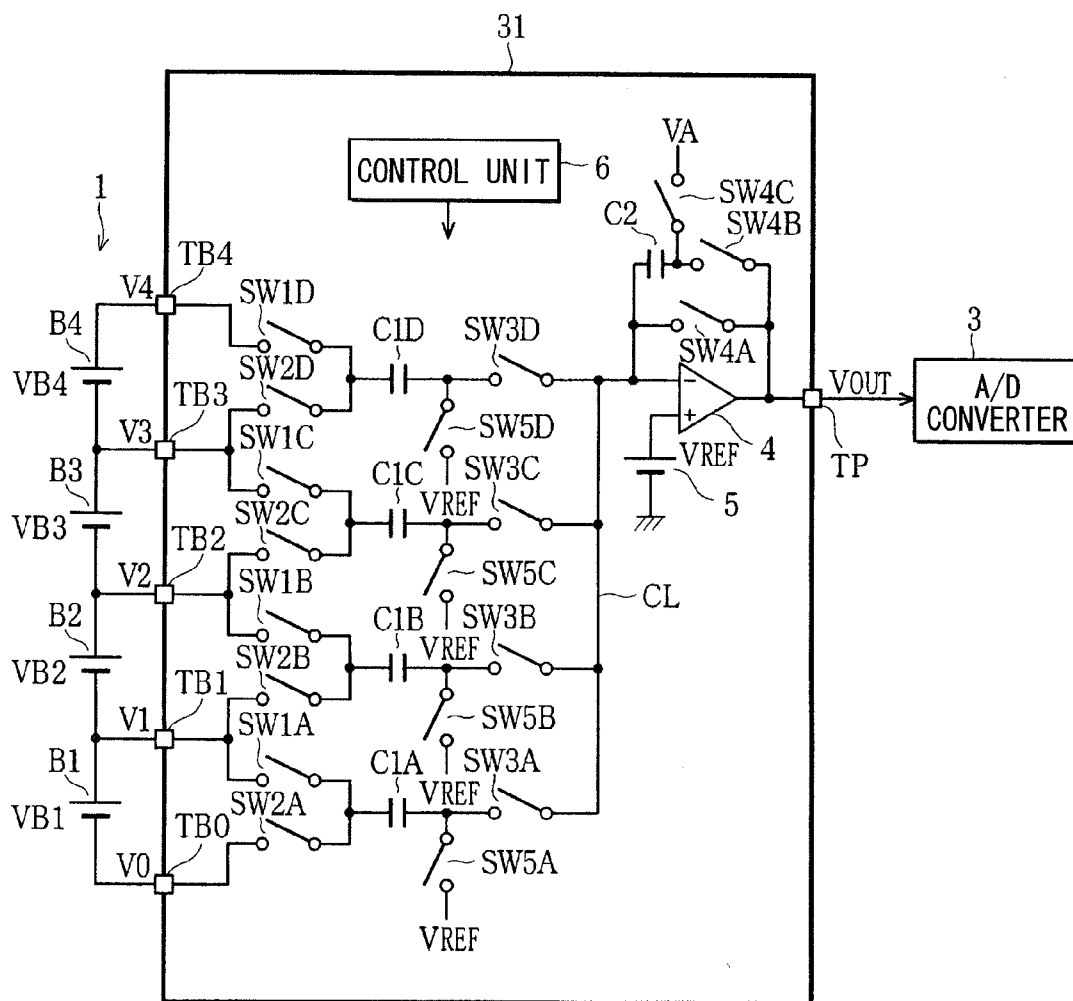 31
VA
CONTROL UNIT
6
SW4C
1
C2
SW4B
TB4
V4
SW1D
B4
C1D
SW3D
3
SW4A
VB4
SW2D
TB3
VOUT
A/D
CONVERTER
V3
SW1C
SW5D
4
TP
B3
C1C
SW3C
VREF
VREF
5
VB3
SW2C
TB2
V2
SW1B
SW5C
CL
B2
C1B
SW3B
VREF
VB2
SW2B
TB1
V1
SW1A
SW5B
B1
C1A
SW3A
VREF
VB1
SW2A
TB0
V0
SW5A
VREF